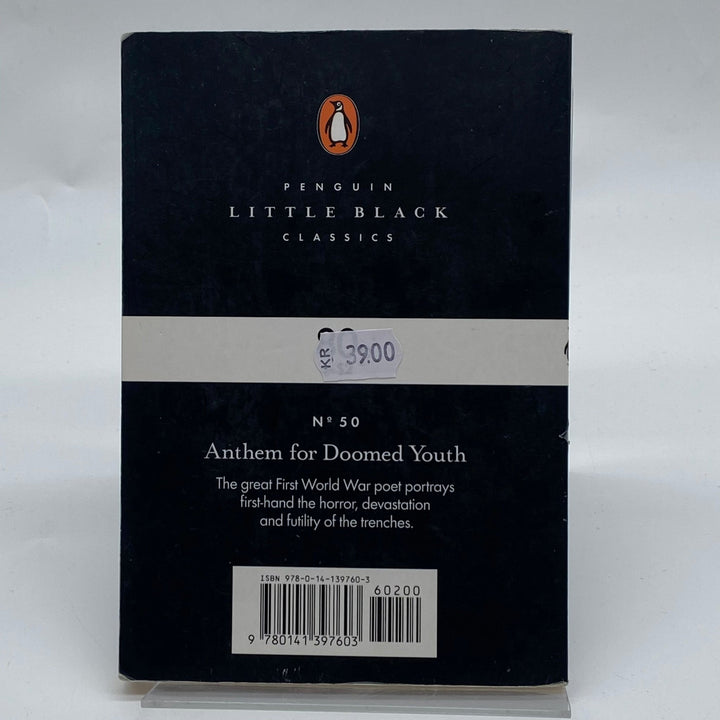 PENGUIN
LITTLE BLACK
CLASSICS
KR 39.00
Nº 50
Anthem for Doomed Youth
The great First World War poet portrays
first-hand the horror, devastation
and futility of the trenches.
ISBN 978-0-14-139760-3
60200
9 780141 397603